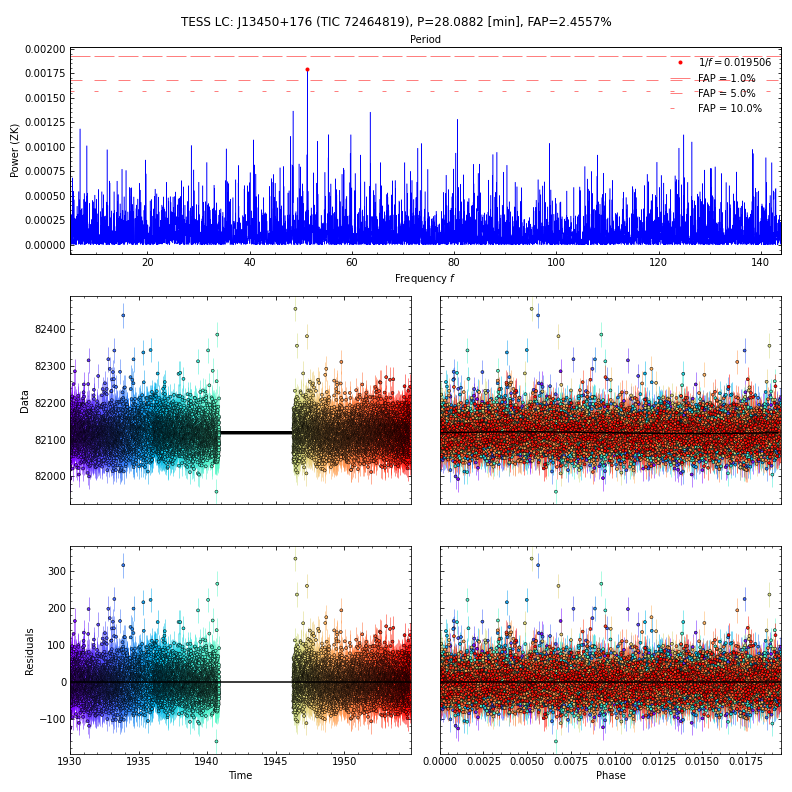 TESS LC: J13450+176 (TIC 72464819), P=28.0882 [min], FAP=2.4557%
Period
0.00200
0.00175
0.00150
0.00125
0.00100
0.00075
0.00050
0.00025
0.00000
Power (ZK)
1/f = 0.019506
FAP = 1.0%
FAP = 5.0%
FAP = 10.0%
20 40 60 80 100 120 140
Frequency f
82400
82300
82200
82100
82000
Data
300
200
100
0
−100
Residuals
1930 1935 1940 1945 1950
Time
0.0000 0.0025 0.0050 0.0075 0.0100 0.0125 0.0150 0.0175
Phase